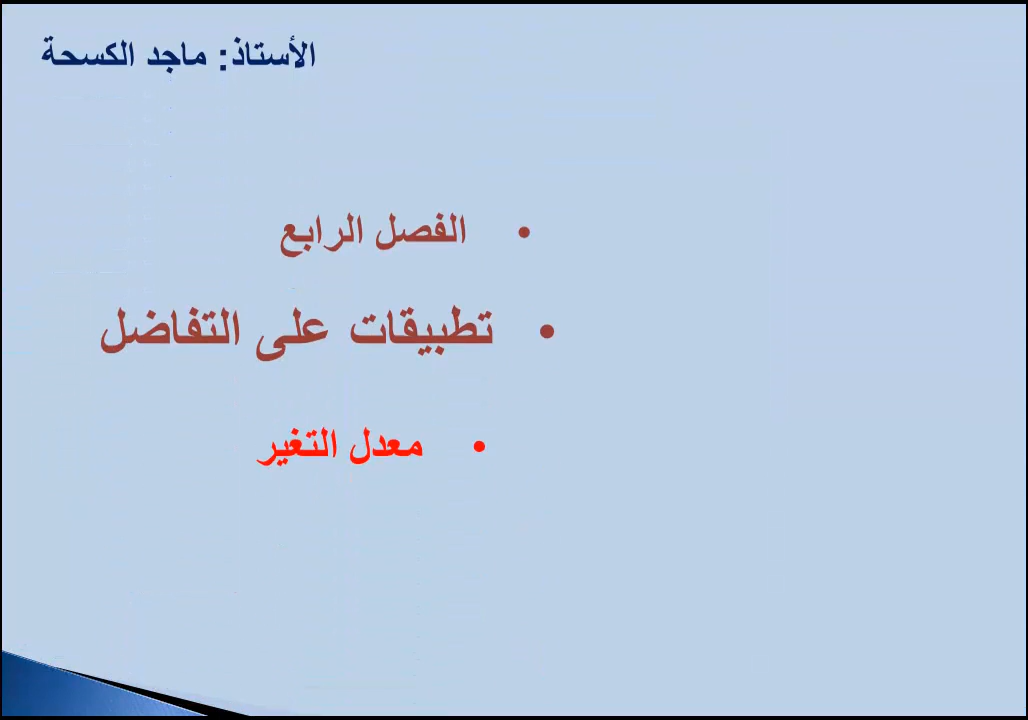 الأستاذ: ماجد الكسحة
• الفصل الرابع
• تطبيقات على التفاضل
• معدل التغير